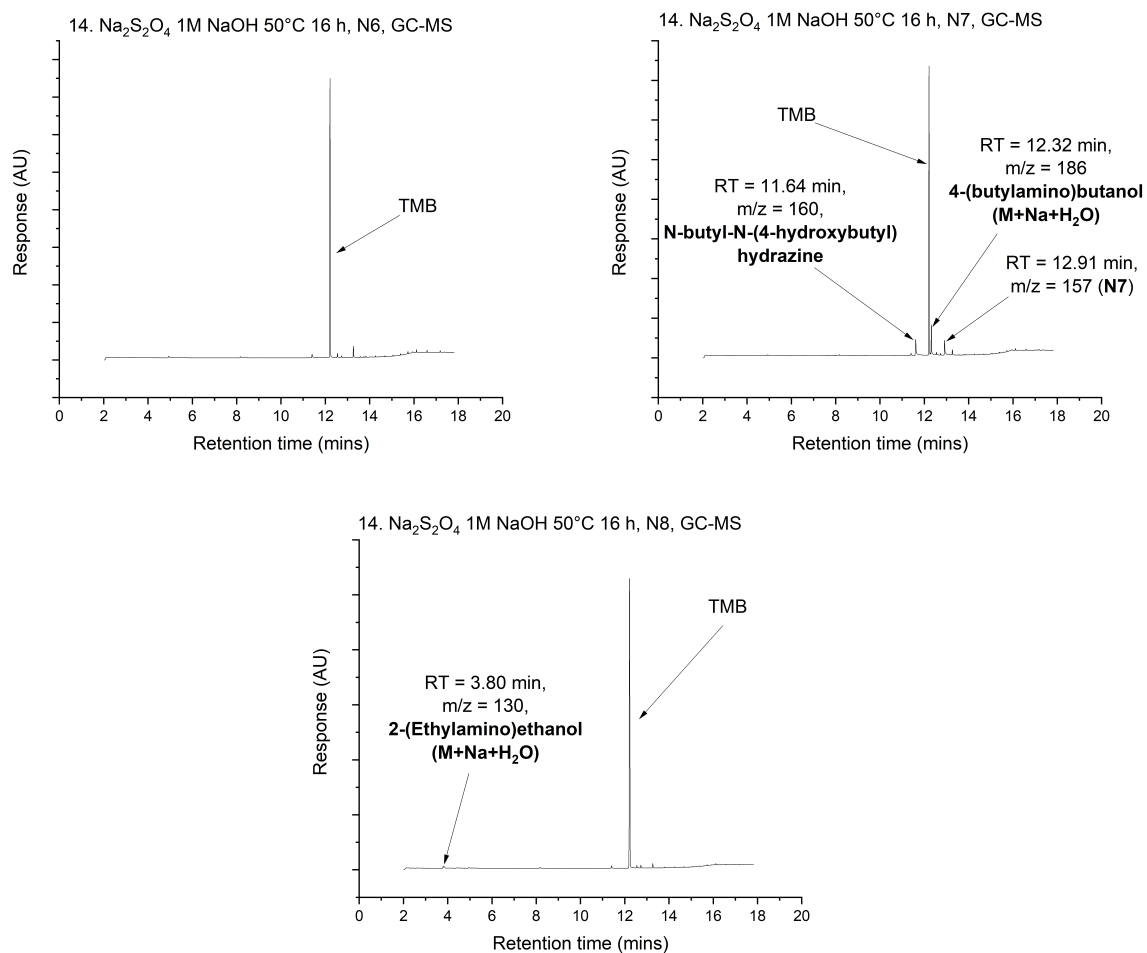 14. Na₂S₂O₄ 1M NaOH 50°C 16 h, N6, GC-MS
Response (AU)
TMB
0 2 4 6 8 10 12 14 16 18 20
Retention time (mins)
14. Na₂S₂O₄ 1M NaOH 50°C 16 h, N7, GC-MS
Response (AU)
TMB
RT = 12.32 min,
m/z = 186
4-(butylamino)butanol
(M+Na+H₂O)
RT = 11.64 min,
m/z = 160,
N-butyl-N-(4-hydroxybutyl)
hydrazine
RT = 12.91 min,
m/z = 157 (N7)
0 2 4 6 8 10 12 14 16 18 20
Retention time (mins)
14. Na₂S₂O₄ 1M NaOH 50°C 16 h, N8, GC-MS
Response (AU)
TMB
RT = 3.80 min,
m/z = 130,
2-(Ethylamino)ethanol
(M+Na+H₂O)
0 2 4 6 8 10 12 14 16 18 20
Retention time (mins)